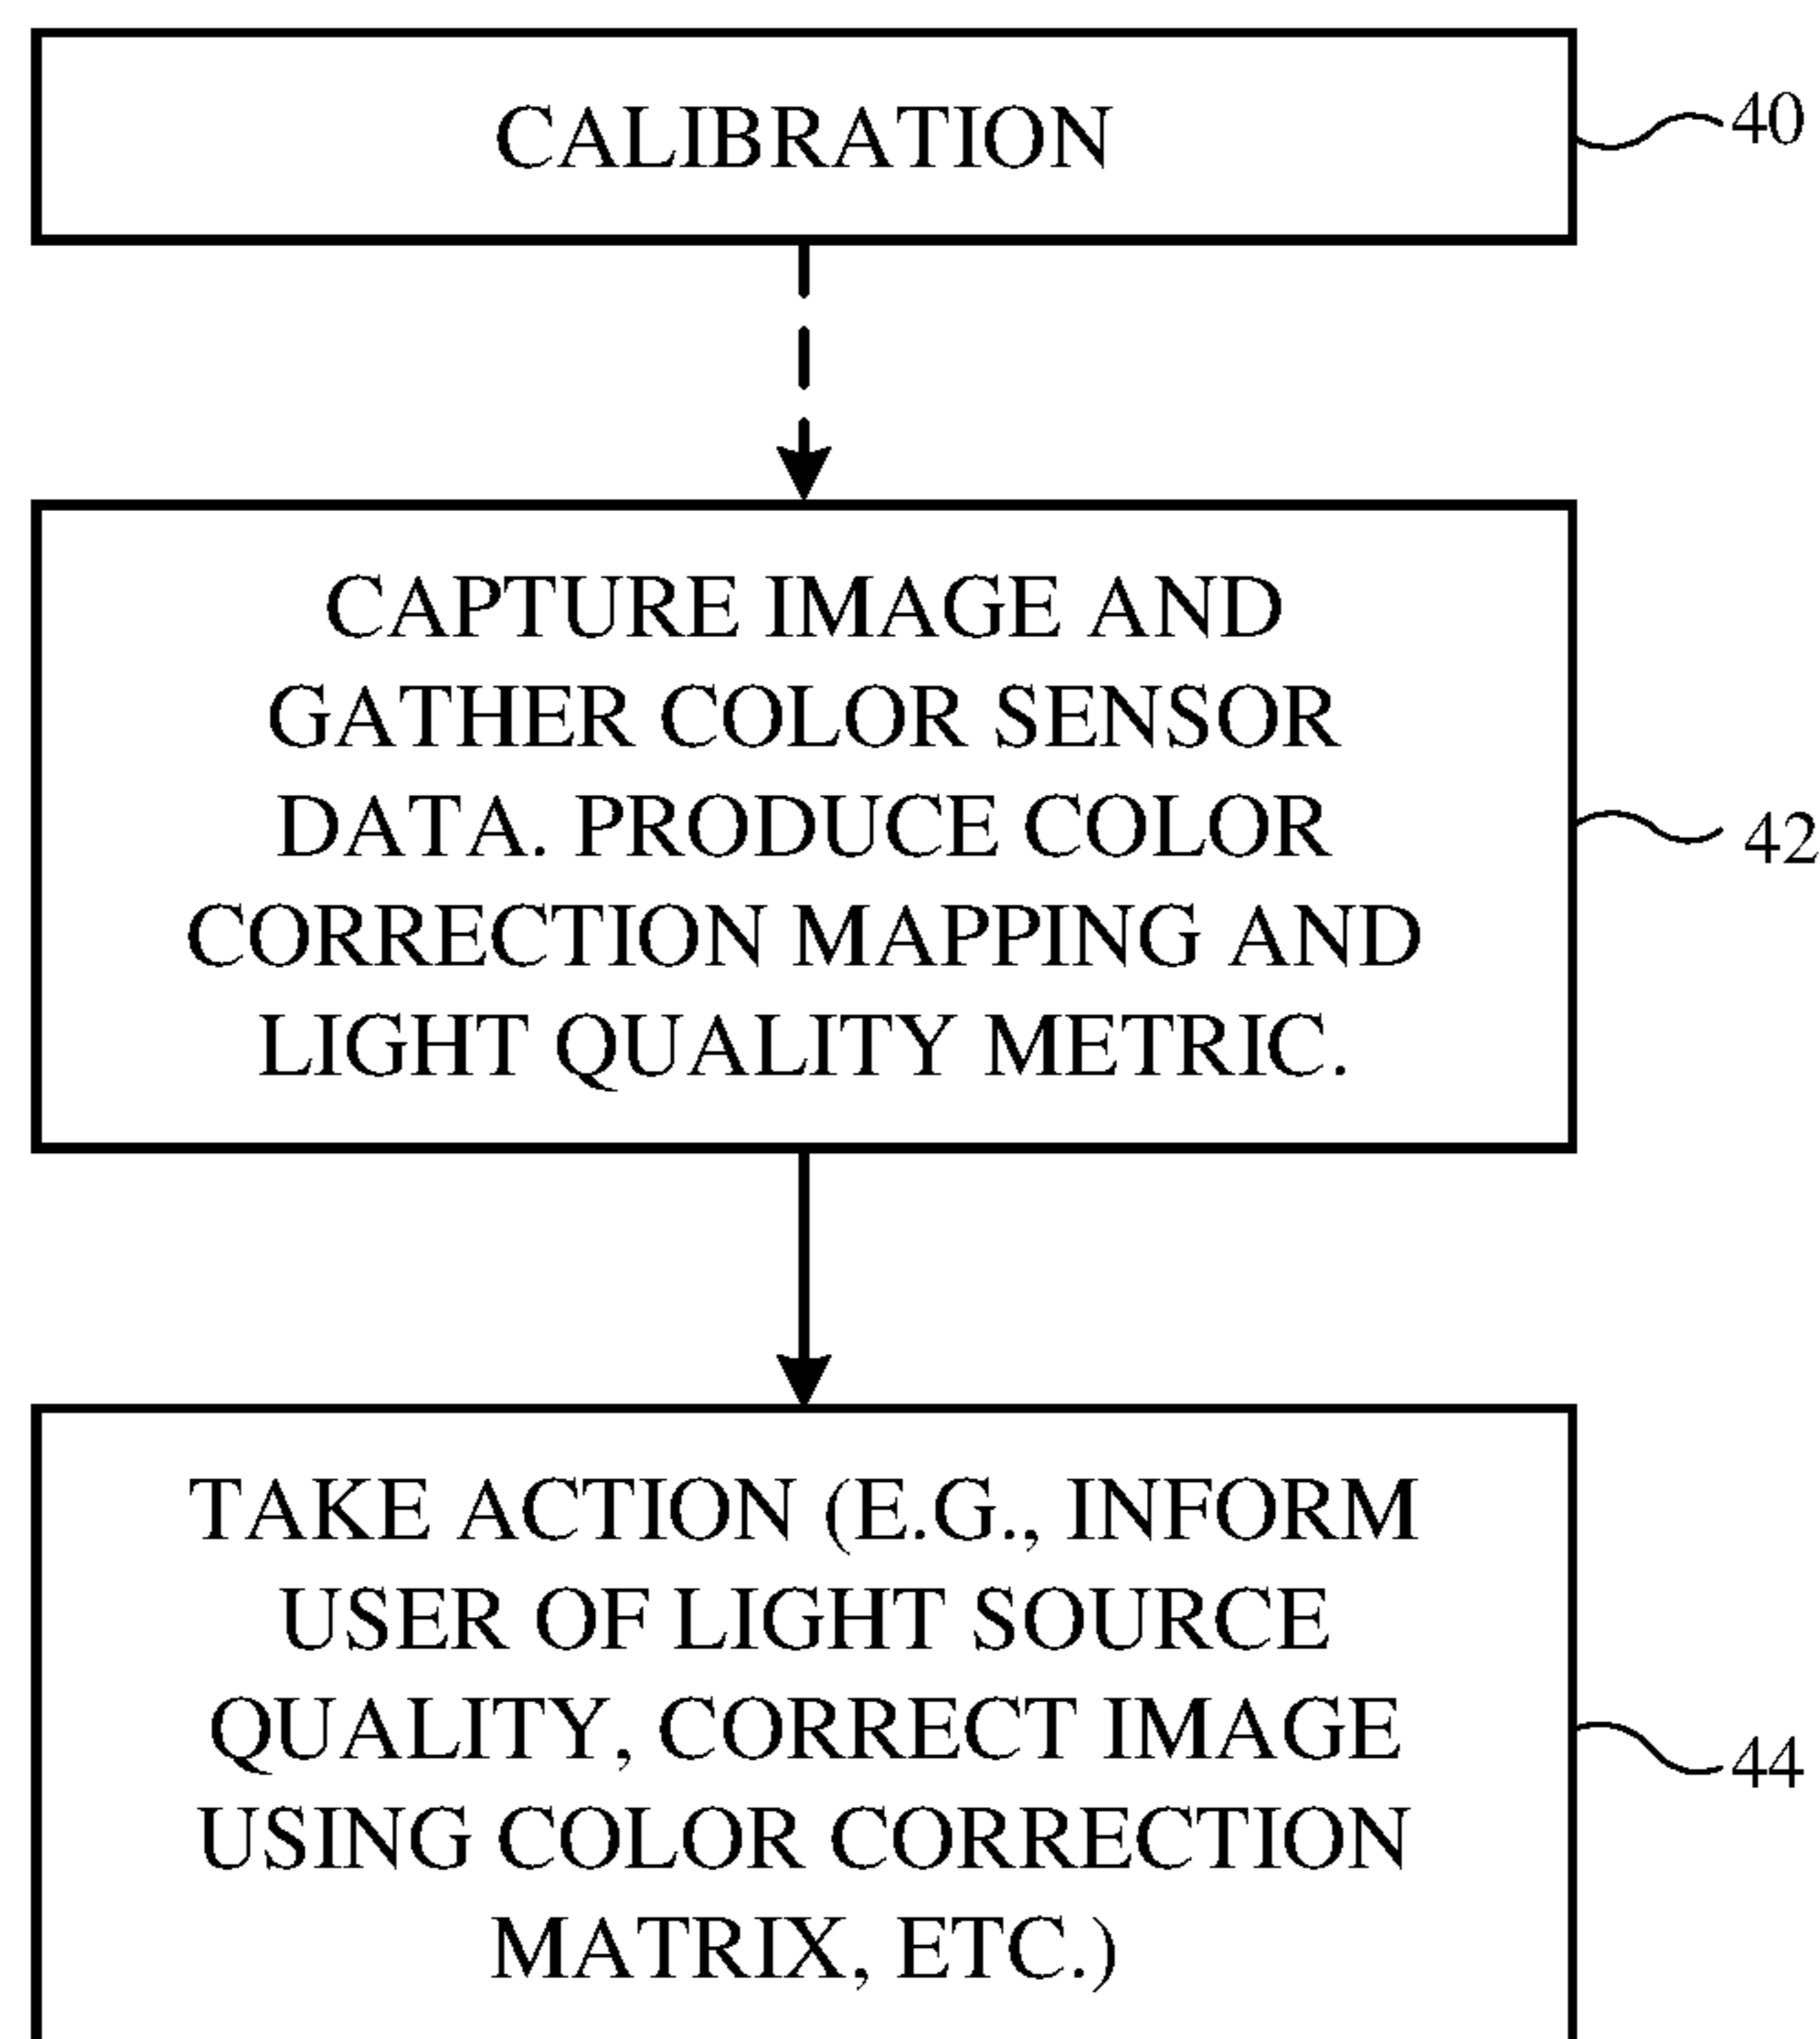 CALIBRATION
40
CAPTURE IMAGE AND
GATHER COLOR SENSOR
DATA. PRODUCE COLOR
CORRECTION MAPPING AND
LIGHT QUALITY METRIC.
42
TAKE ACTION (E.G., INFORM
USER OF LIGHT SOURCE
QUALITY, CORRECT IMAGE
USING COLOR CORRECTION
MATRIX, ETC.)
44